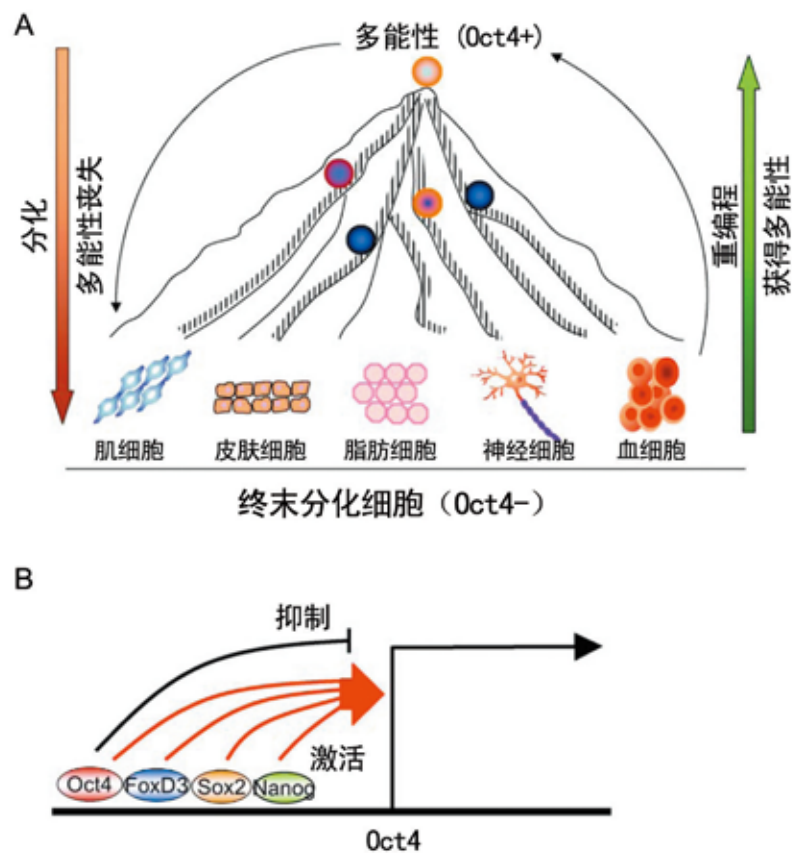 A
多能性 (Oct4+)
分化
多能性丧失
重编程
获得多能性
肌细胞
皮肤细胞
脂肪细胞
神经细胞
血细胞
终末分化细胞（Oct4-）
B
抑制
激活
Oct4
FoxD3
Sox2
Nanog
Oct4